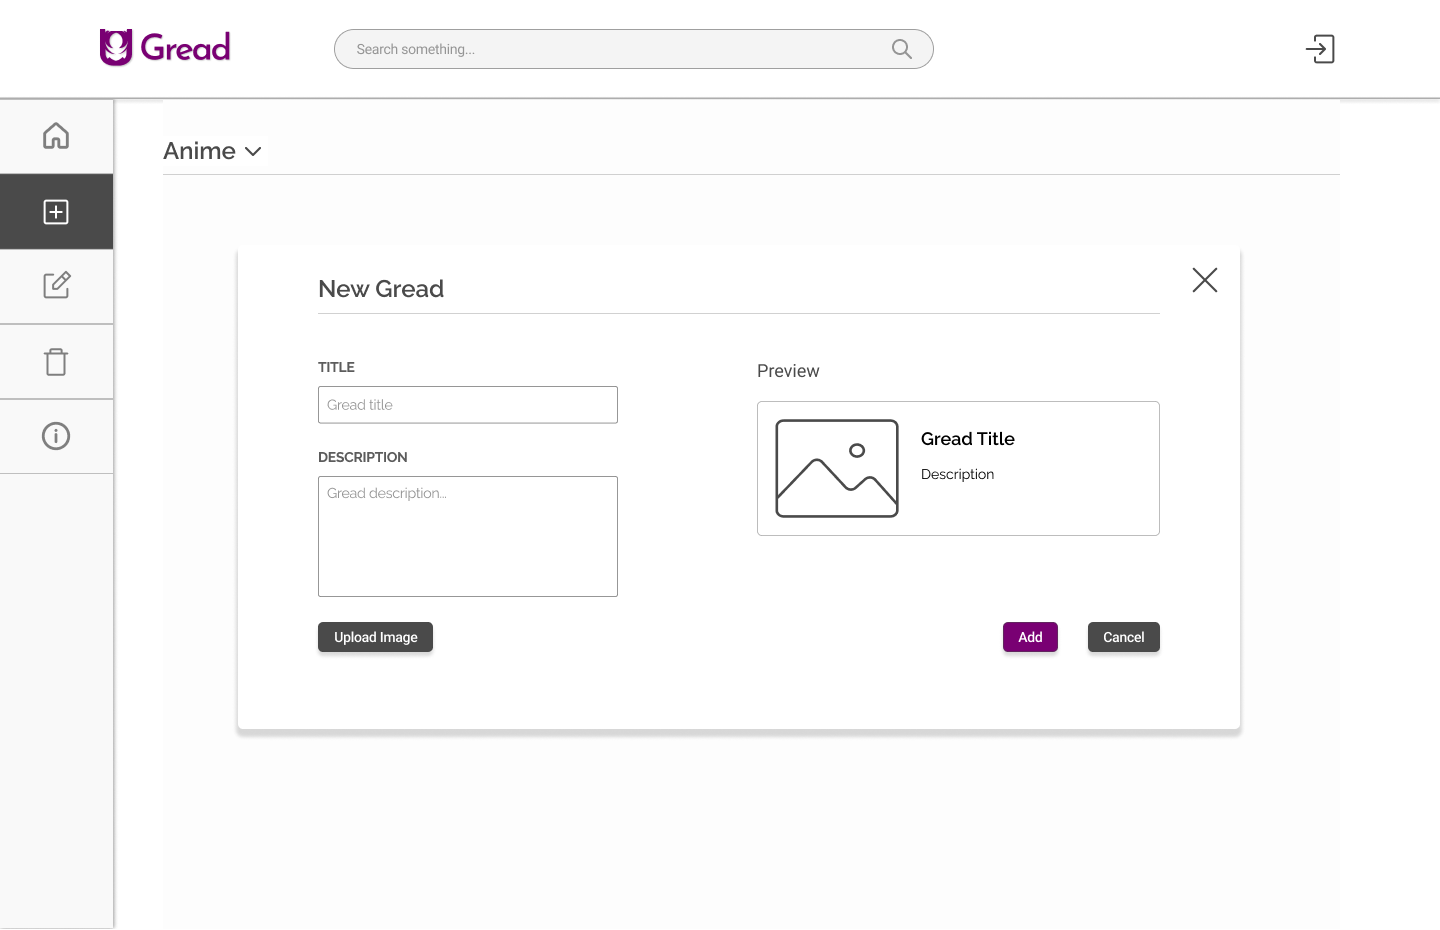 Gread
Search something...
Anime
New Gread
TITLE
Gread title
DESCRIPTION
Gread description...
Upload Image
Preview
Gread Title
Description
Add
Cancel